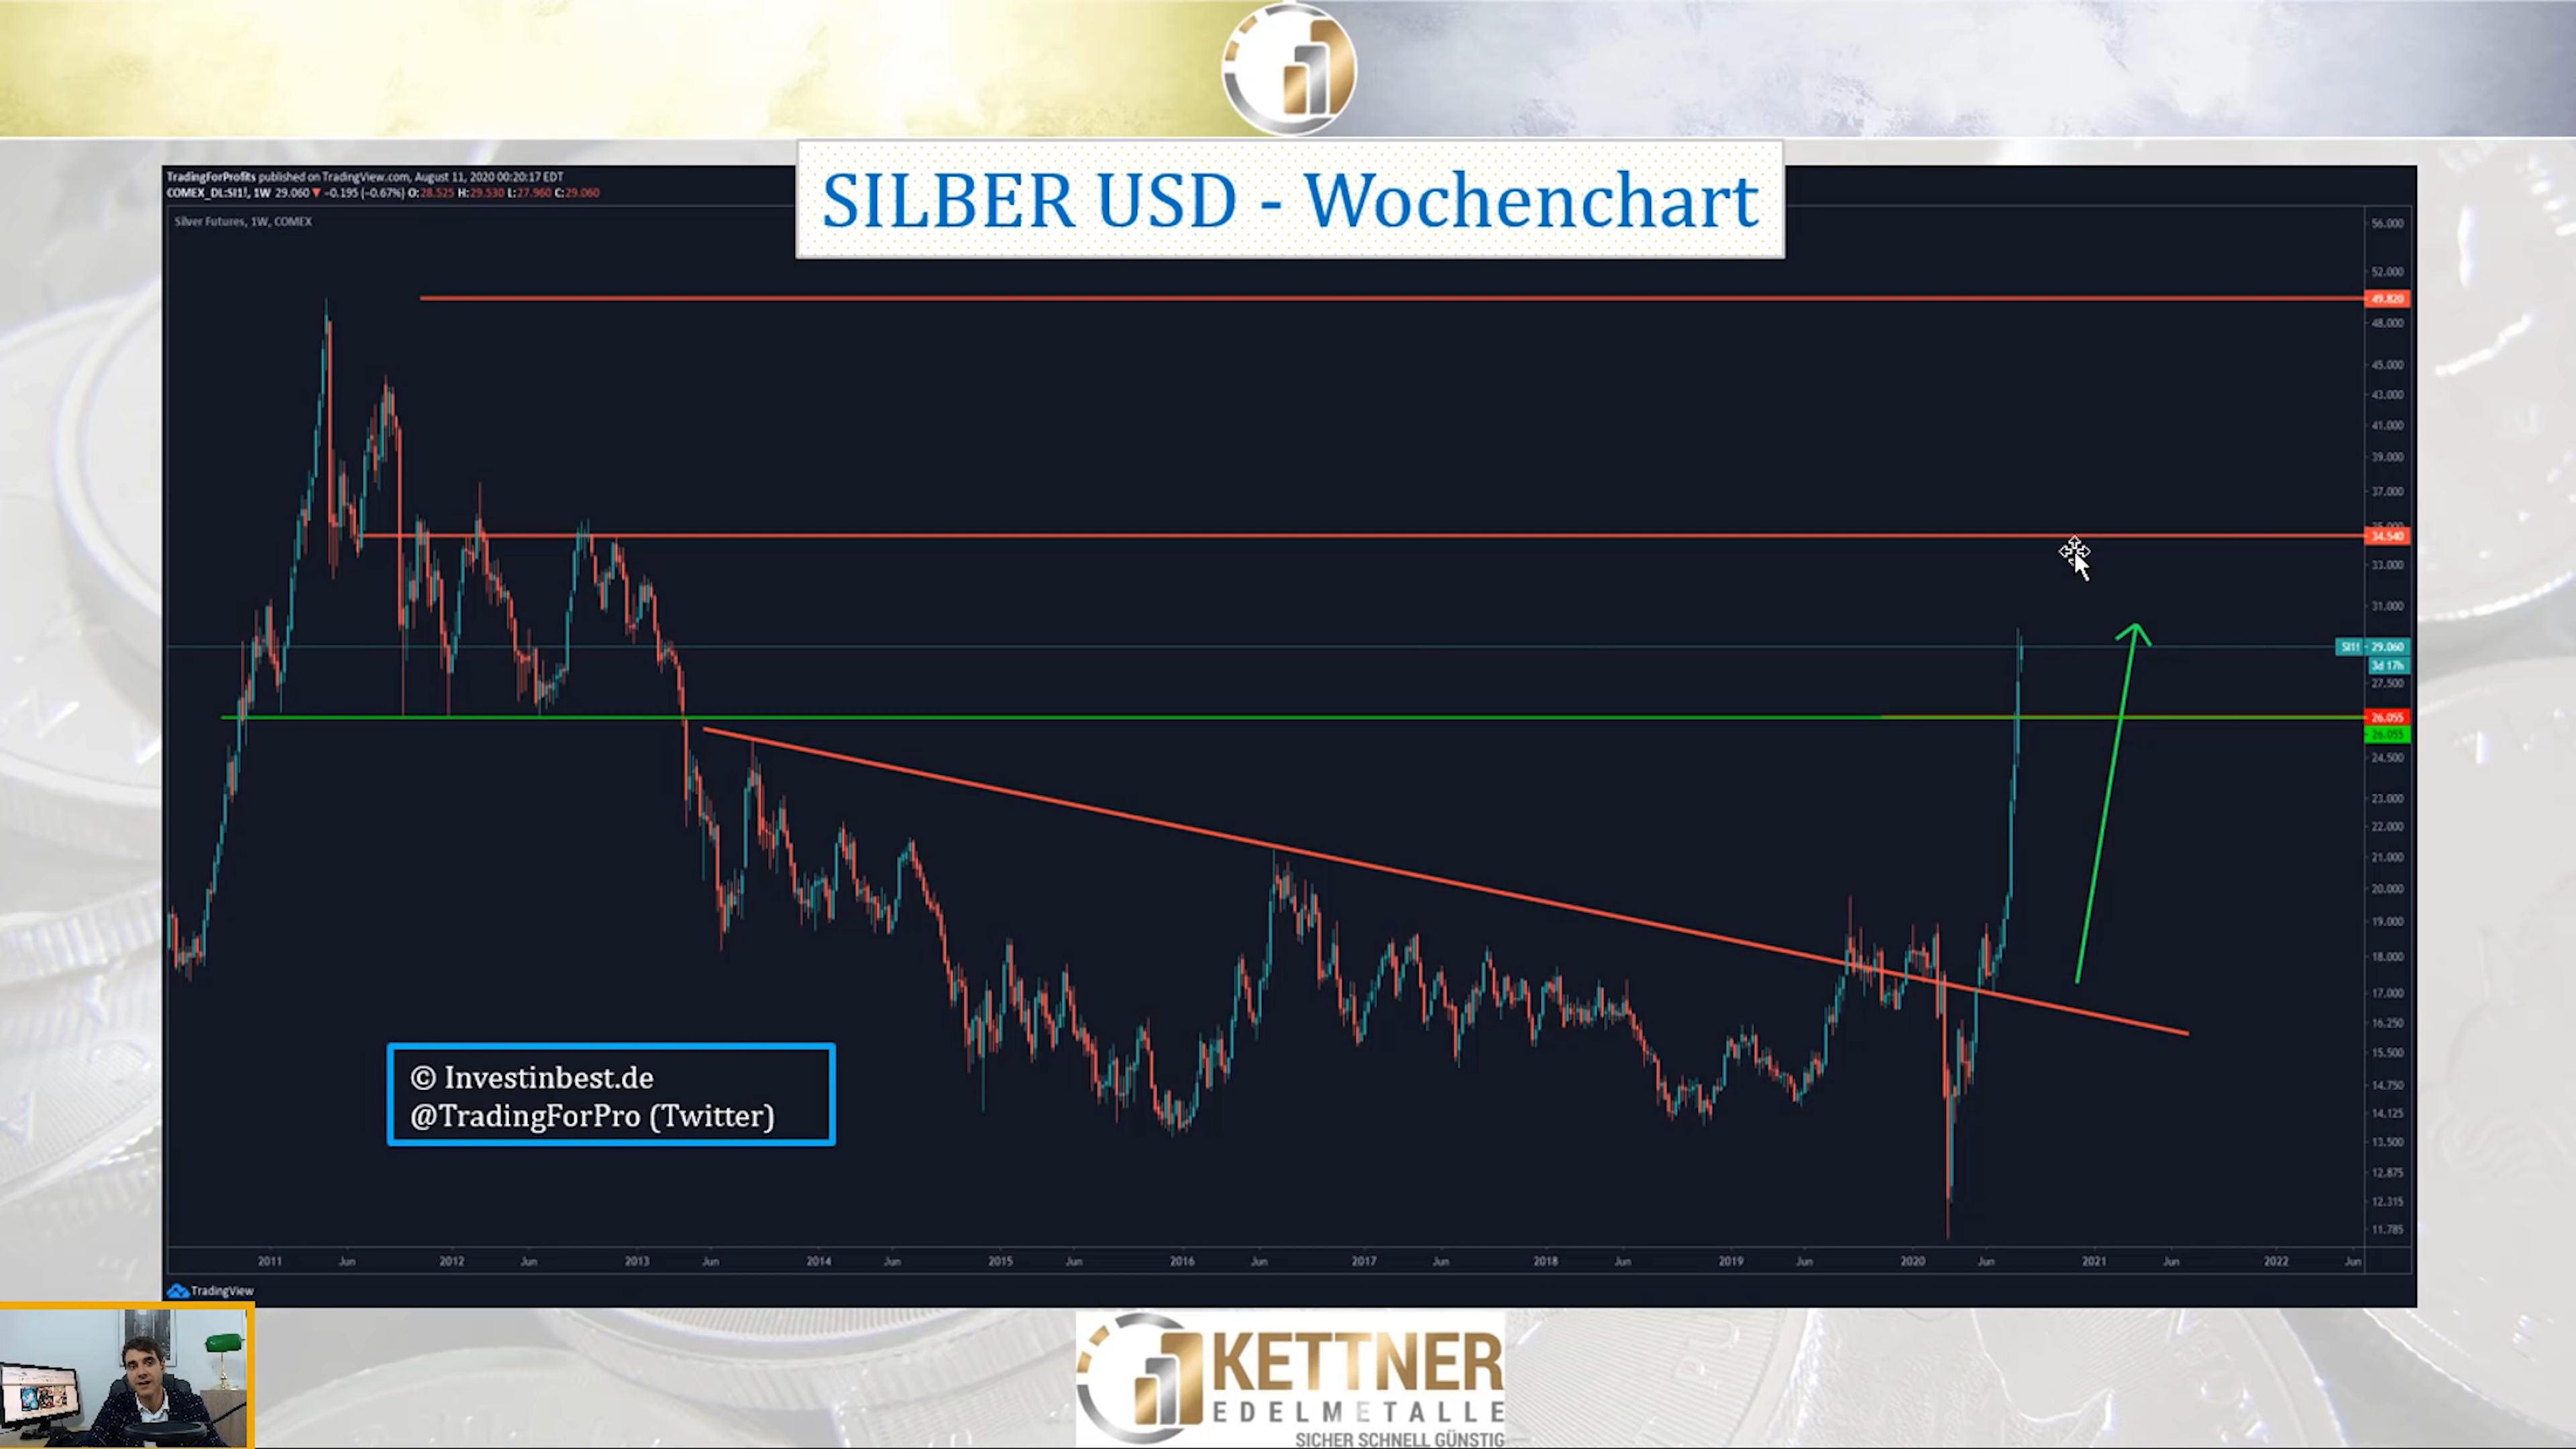 SILBER USD - Wochenchart
TradingForProfits published on TradingView.com, August 11, 2020 00:20:17 EDT
COMEX_DL:SI1!, 1W 29.060 ▼ -0.195 (-0.67%) O:28.525 H:29.530 L:27.960 C:29.060
Silver Futures, 1W, COMEX
56.000
52.000
49.820
48.000
45.000
43.000
41.000
39.000
37.000
35.000
34.540
33.000
31.000
SI1! 29.060
3d 17h
27.500
26.055
26.055
24.500
23.000
22.000
21.000
20.000
19.000
18.000
17.000
16.250
15.500
14.750
14.125
13.500
12.875
12.315
11.785
© Investinbest.de
@TradingForPro (Twitter)
2011 Jun 2012 Jun 2013 Jun 2014 Jun 2015 Jun 2016 Jun 2017 Jun 2018 Jun 2019 Jun 2020 Jun 2021 Jun 2022 Jun
TradingView
KETTNER
EDELMETALLE
SICHER SCHNELL GÜNSTIG